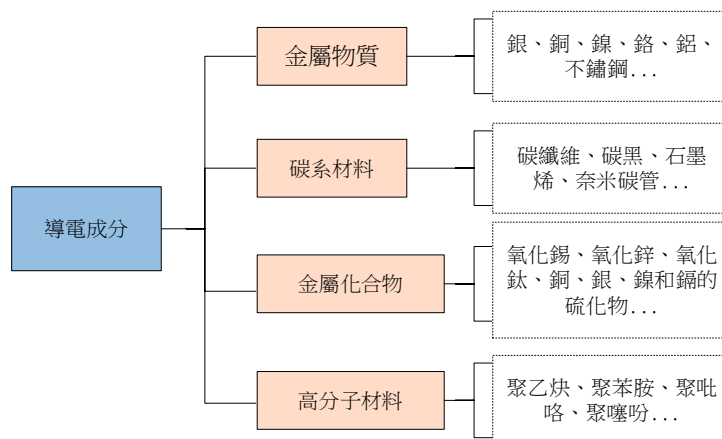 導電成分
金屬物質
銀、銅、鎳、鉻、鋁、
不鏽鋼...
碳系材料
碳纖維、碳黑、石墨
烯、奈米碳管...
金屬化合物
氧化錫、氧化鋅、氧化
鈦、銅、銀、鎳和鎘的
硫化物...
高分子材料
聚乙炔、聚苯胺、聚吡
咯、聚噻吩...